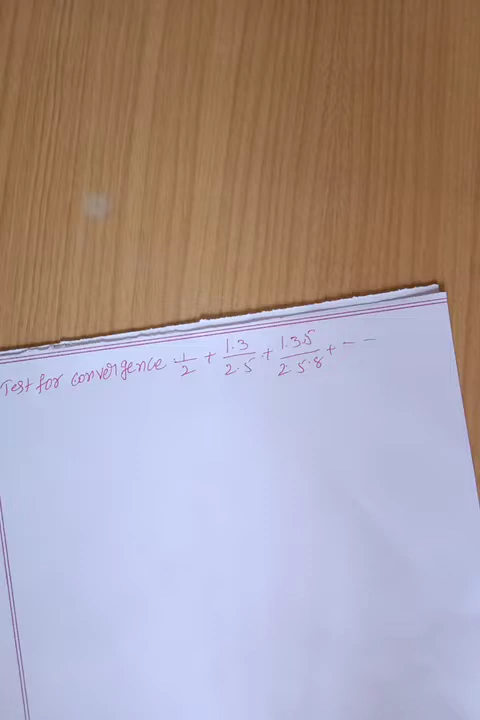 Test for convergence 1/2 + 1.3/2.5 + 1.3.5/2.5.8 + - -